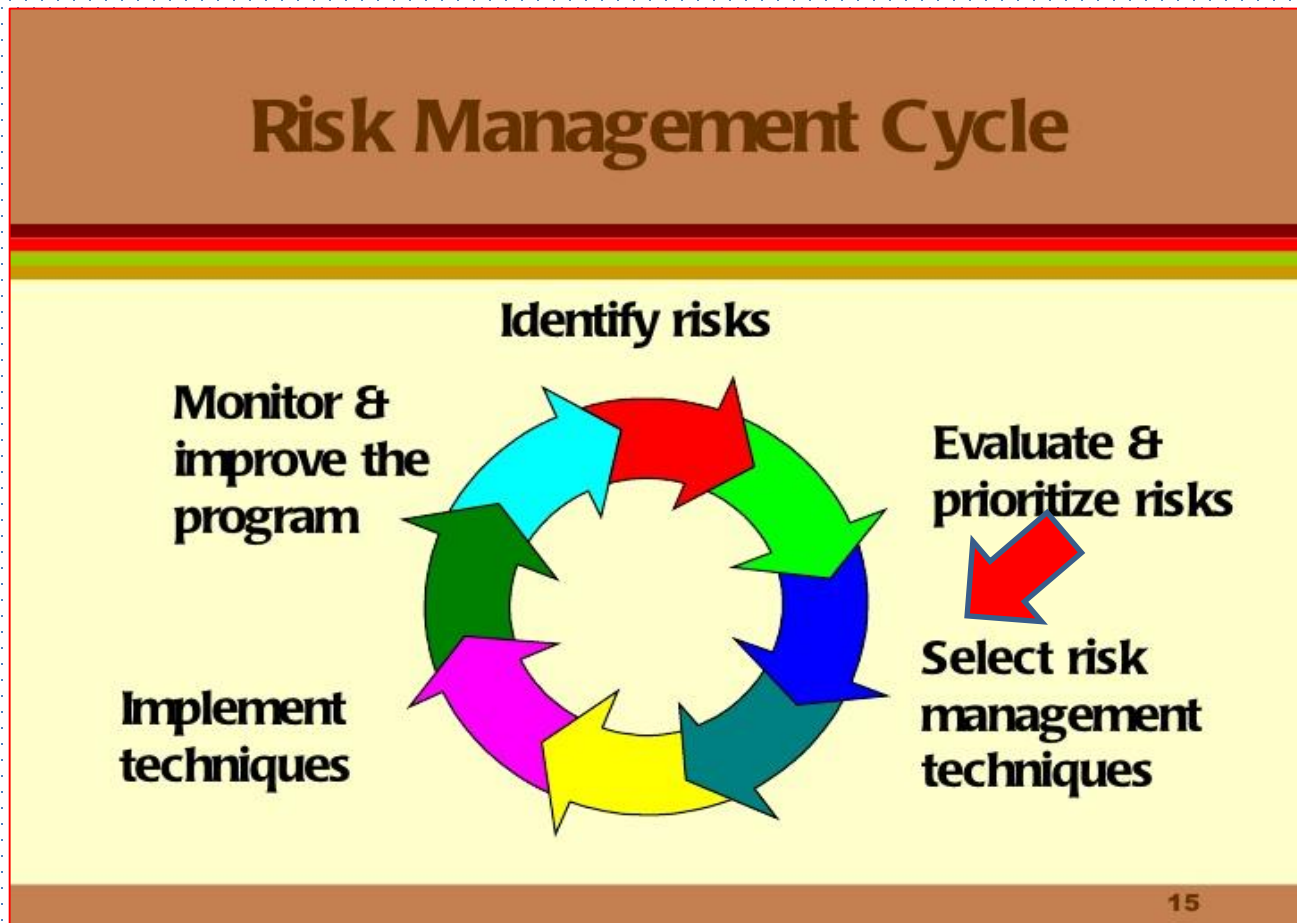 Risk Management Cycle
Identify risks
Monitor &
improve the
program
Evaluate &
prioritize risks
Select risk
management
techniques
Implement
techniques
15